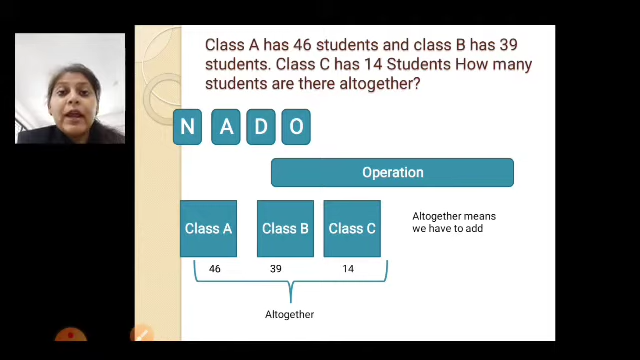 Class A has 46 students and class B has 39
students. Class C has 14 Students How many
students are there altogether?
N A D O
Operation
Class A Class B Class C
Altogether means
we have to add
46 39 14
Altogether